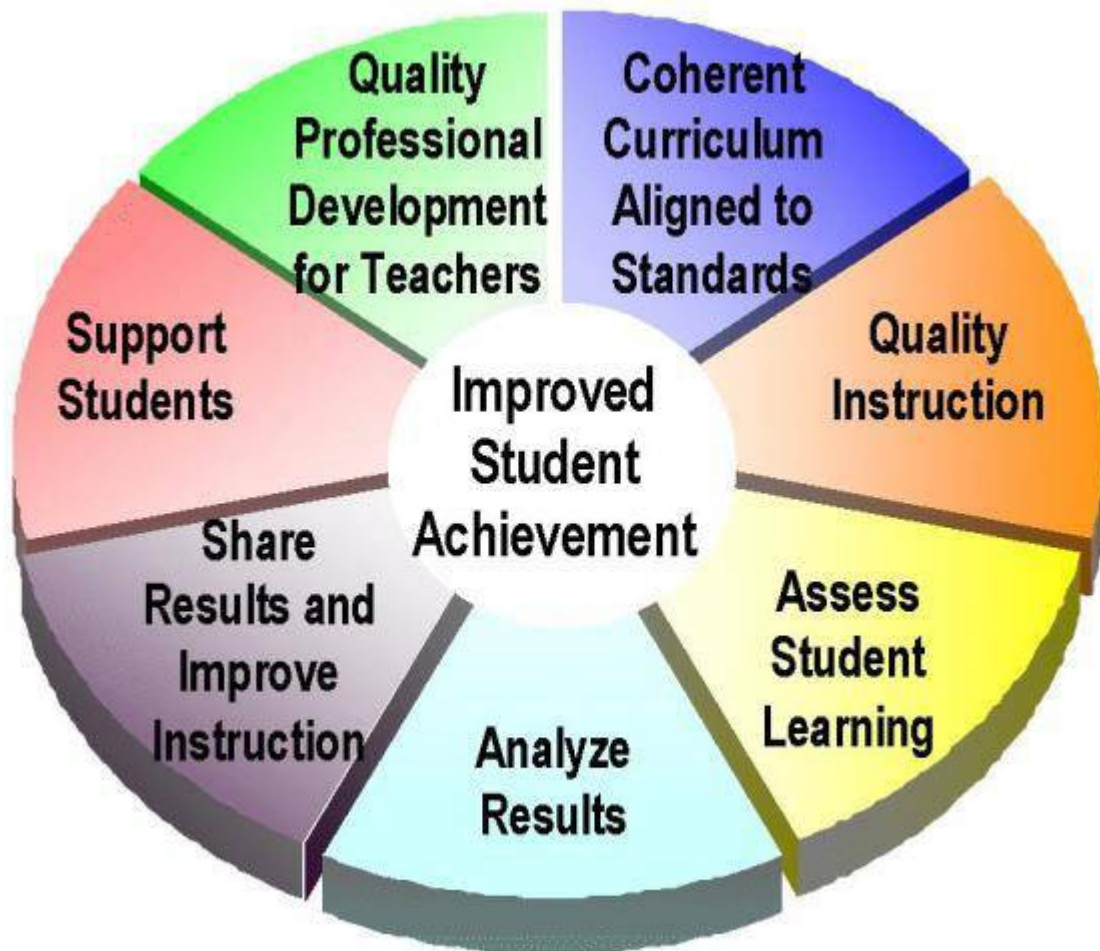 Quality
Professional
Development
for Teachers
Coherent
Curriculum
Aligned to
Standards
Quality
Instruction
Assess
Student
Learning
Analyze
Results
Share
Results and
Improve
Instruction
Support
Students
Improved
Student
Achievement